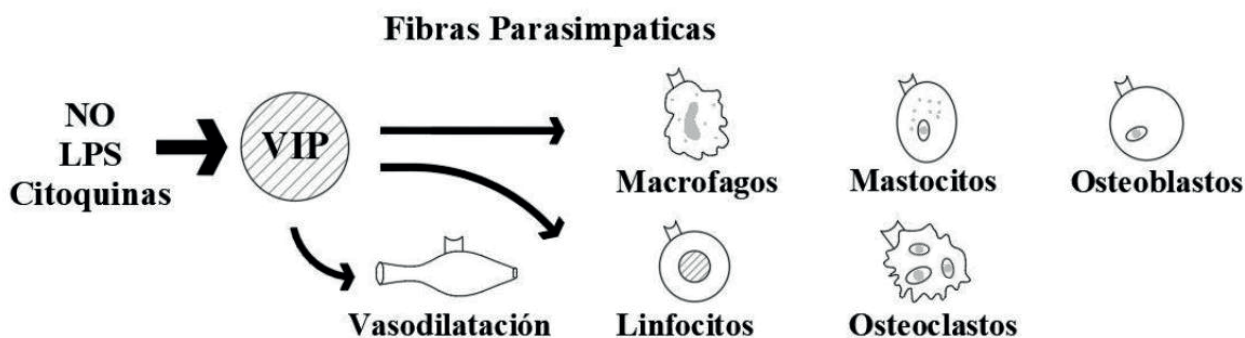 Fibras Parasimpaticas
NO
LPS
Citoquinas
VIP
Macrofagos
Mastocitos
Osteoblastos
Vasodilatación
Linfocitos
Osteoclastos